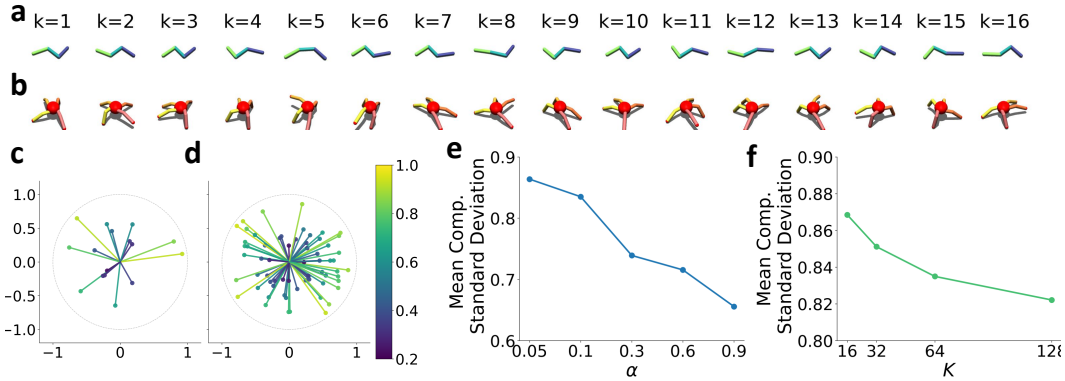 a
k=1 k=2 k=3 k=4 k=5 k=6 k=7 k=8 k=9 k=10 k=11 k=12 k=13 k=14 k=15 k=16
b
c
1.0
0.5
0.0
−0.5
−1.0
−1 0 1
d
−1 0 1
1.0
0.8
0.6
0.4
0.2
e
Mean Comp.
Standard Deviation
0.9
0.8
0.7
0.6
0.05 0.1 0.3 0.6 0.9
α
f
Mean Comp.
Standard Deviation
0.90
0.88
0.86
0.84
0.82
0.80
16 32 64 128
K